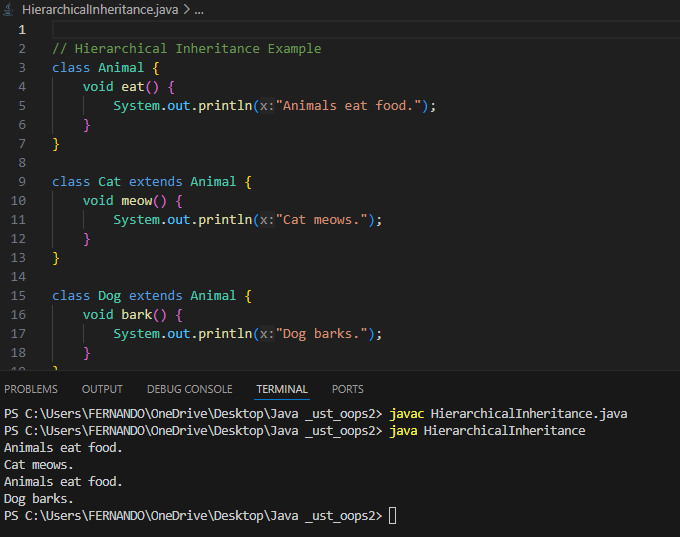 HierarchicalInheritance.java > ...
1
2 // Hierarchical Inheritance Example
3 class Animal {
4     void eat() {
5         System.out.println(x:"Animals eat food.");
6     }
7 }
8
9 class Cat extends Animal {
10     void meow() {
11         System.out.println(x:"Cat meows.");
12     }
13 }
14
15 class Dog extends Animal {
16     void bark() {
17         System.out.println(x:"Dog barks.");
18     }
19 }
PROBLEMS OUTPUT DEBUG CONSOLE TERMINAL PORTS
PS C:\Users\FERNANDO\OneDrive\Desktop\Java _ust_oops2> javac HierarchicalInheritance.java
PS C:\Users\FERNANDO\OneDrive\Desktop\Java _ust_oops2> java HierarchicalInheritance
Animals eat food.
Cat meows.
Animals eat food.
Dog barks.
PS C:\Users\FERNANDO\OneDrive\Desktop\Java _ust_oops2>